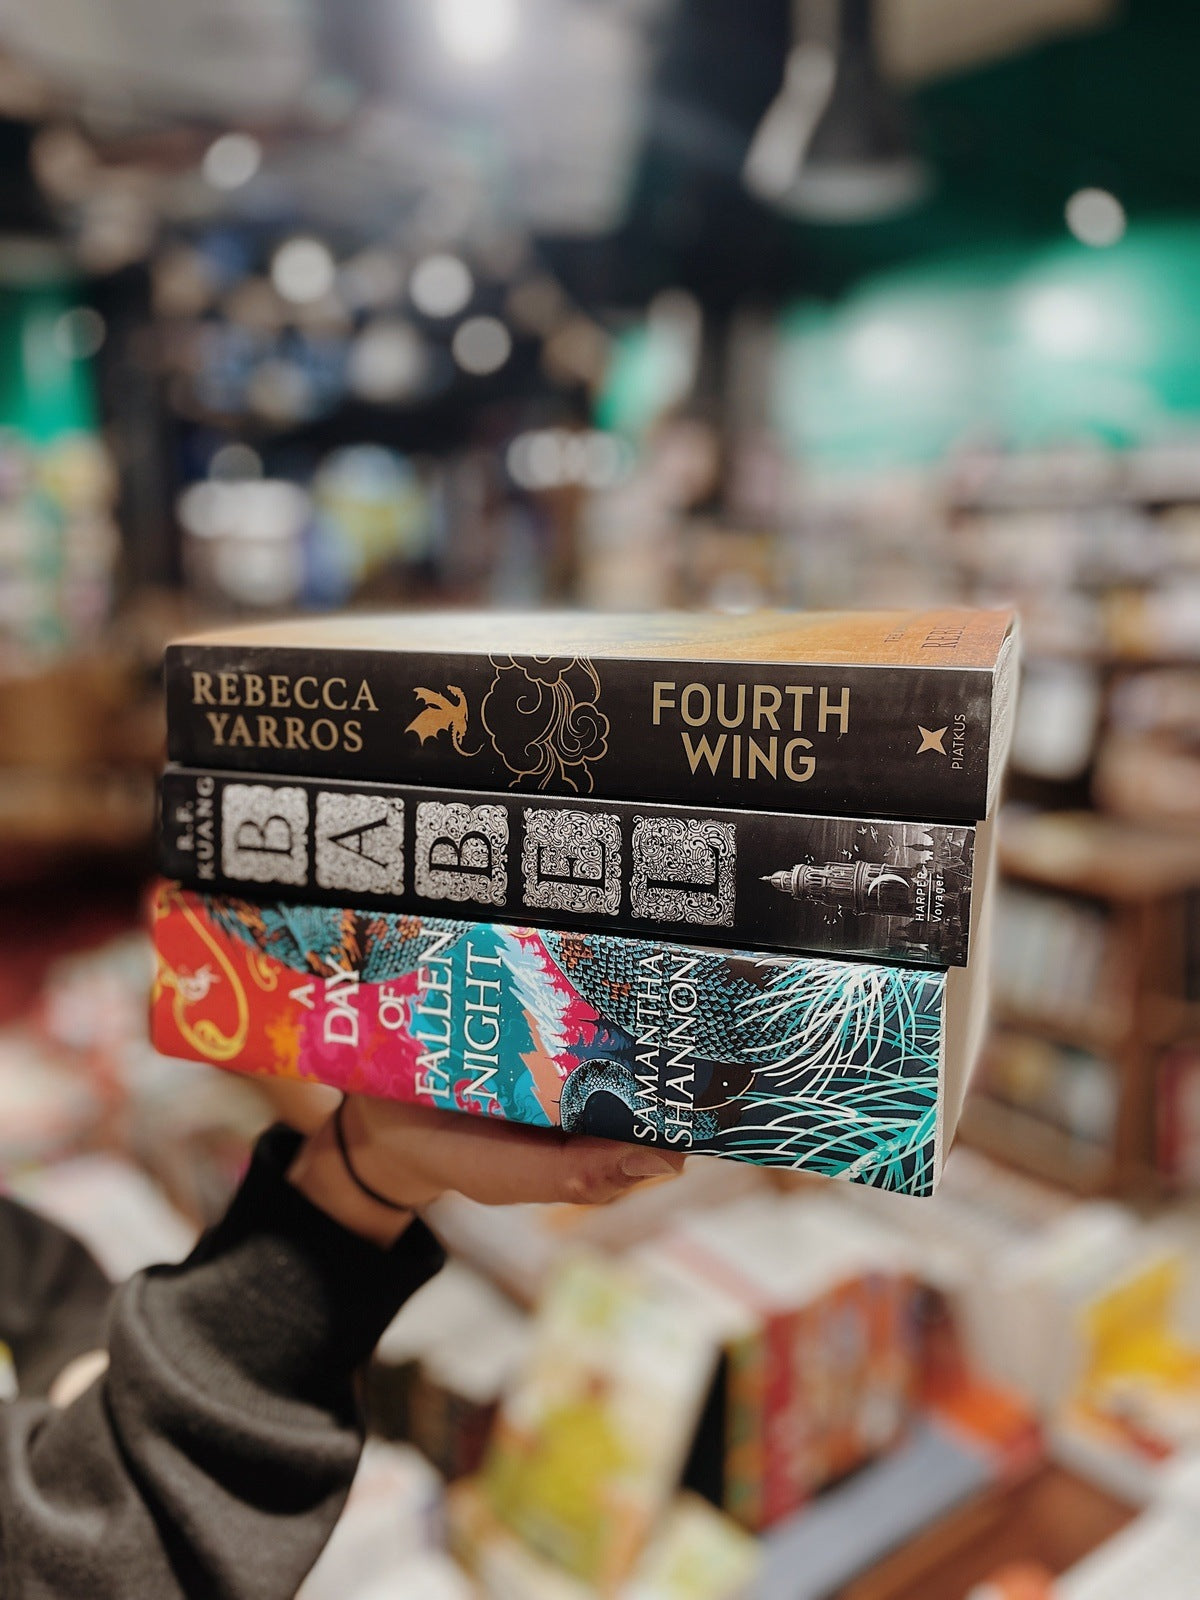 REBECCA
YARROS
FOURTH
WING
PIATKUS
R.F.
KUANG
BABEL
HARPER
Voyager
A
DAY
OF
FALLEN
NIGHT
SAMANTHA
SHANNON